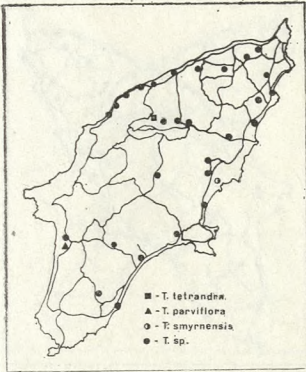 ■ - T. tetrandra.
▲ - T. parviflora
◑ - T. smyrnensis
● - T. sp.